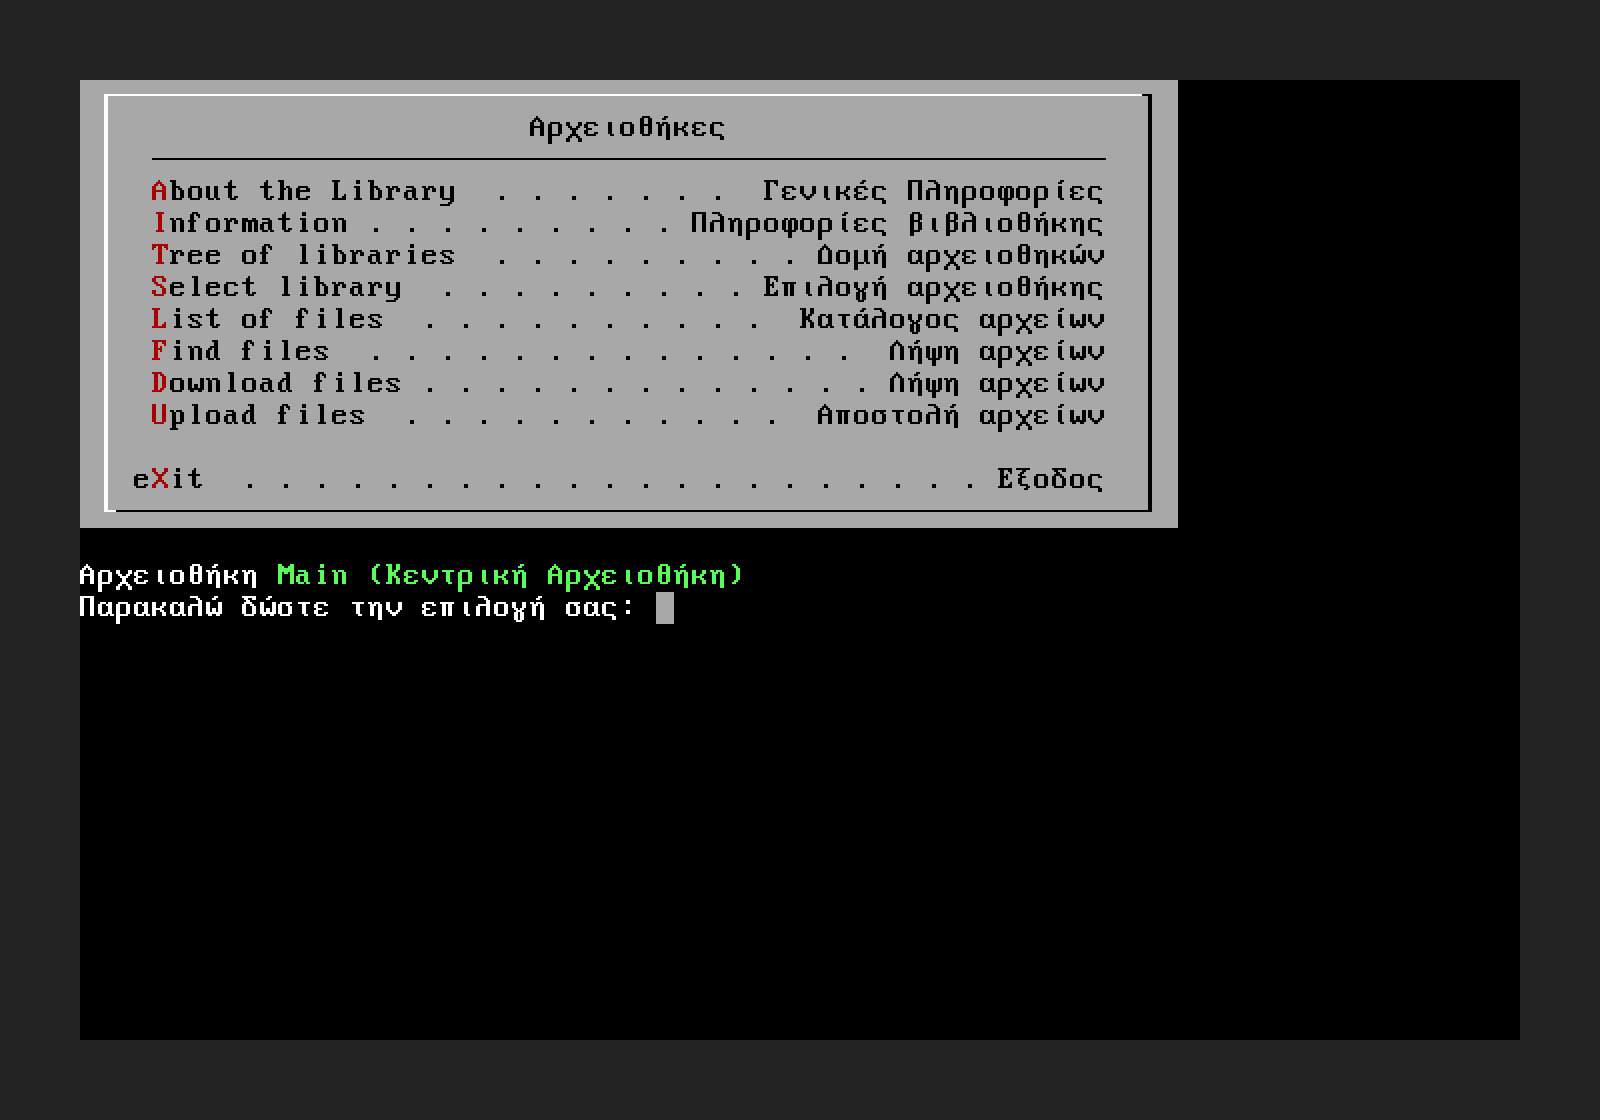 Αρχειοθήκες
About the Library . . . . . . . Γενικές Πληροφορίες
Information . . . . . . . . . Πληροφορίες βιβλιοθήκης
Tree of libraries . . . . . . . . . Δομή αρχειοθηκών
Select library . . . . . . . . . Επιλογή αρχειοθήκης
List of files . . . . . . . . . . Κατάλογος αρχείων
Find files . . . . . . . . . . . . . . Λήψη αρχείων
Download files . . . . . . . . . . . . . Λήψη αρχείων
Upload files . . . . . . . . . . . Αποστολή αρχείων
eXit . . . . . . . . . . . . . . . . . . . . . Εξοδος
Αρχειοθήκη Main (Κεντρική Αρχειοθήκη)
Παρακαλώ δώστε την επιλογή σας: